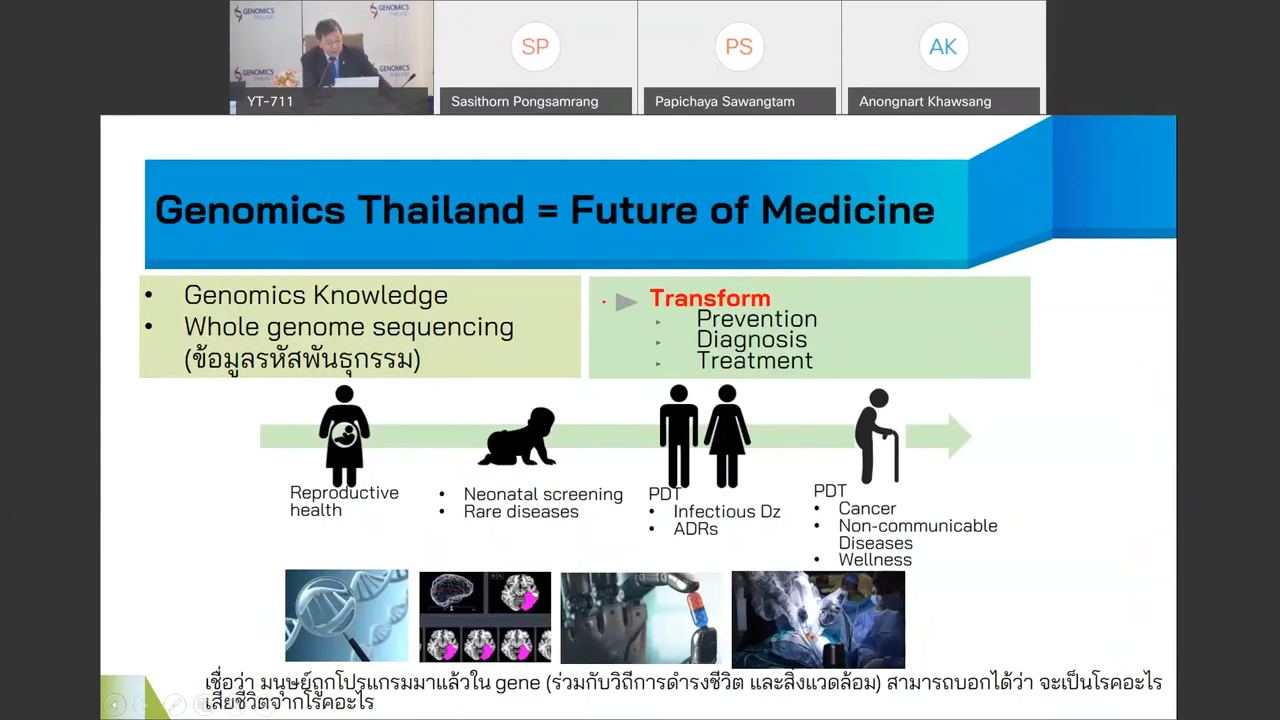 GENOMICS
THAILAND
GENOMICS
THAILAND
GENOMICS
THAILAND
GENOMICS
THAILAND
YT-711
SP
Sasithorn Pongsamrang
PS
Papichaya Sawangtam
AK
Anongnart Khawsang
Genomics Thailand = Future of Medicine
• Genomics Knowledge
• Whole genome sequencing
(ข้อมูลรหัสพันธุกรรม)
Transform
Prevention
Diagnosis
Treatment
Reproductive
health
• Neonatal screening
• Rare diseases
PDT
• Infectious Dz
• ADRs
PDT
• Cancer
• Non-communicable
Diseases
• Wellness
เชื่อว่า มนุษย์ถูกโปรแกรมมาแล้วใน gene (ร่วมกับวิถีการดำรงชีวิต และสิ่งแวดล้อม) สามารถบอกได้ว่า จะเป็นโรคอะไร
เสียชีวิตจากโรคอะไร